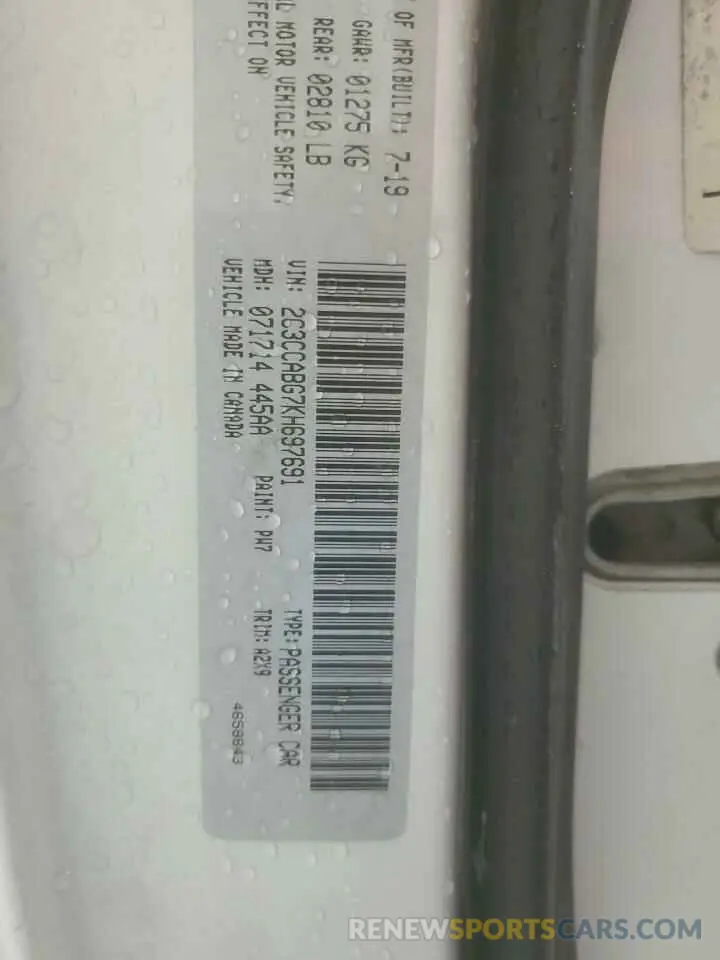 OF MFR(BUILT): 7-19
GAWR: 01275 KG
REAR: 02810 LB
MOTOR VEHICLE SAFETY,
EFFECT ON
VIN: 2C3CCABG7KH697691
TYPE: PASSENGER CAR
MDH: 071714 445AA
PAINT: PW7
TRIM: A2X9
VEHICLE MADE IN CANADA
4658843
RENEWSPORTSCARS.COM